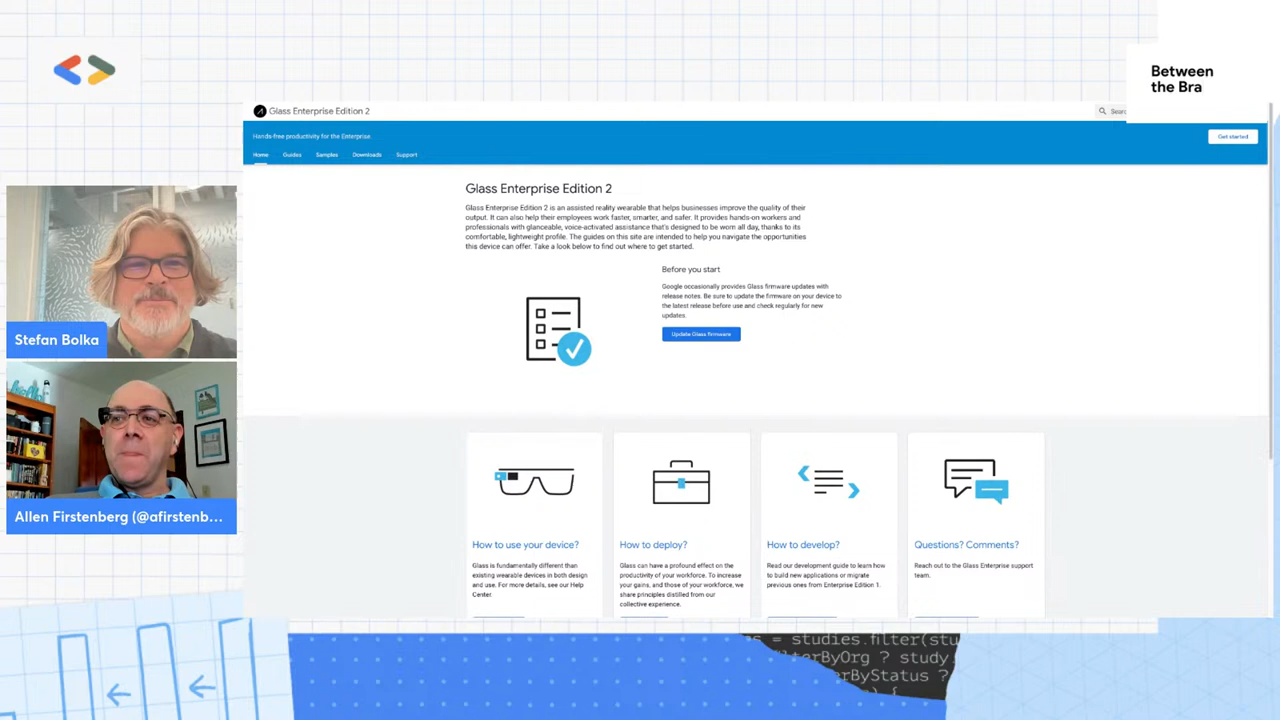 Between
the Bra
Glass Enterprise Edition 2
Sear
Hands-free productivity for the Enterprise.
Get started
Home Guides Samples Downloads Support
Glass Enterprise Edition 2
Glass Enterprise Edition 2 is an assisted reality wearable that helps businesses improve the quality of their
output. It can also help their employees work faster, smarter, and safer. It provides hands-on workers and
professionals with glanceable, voice-activated assistance that's designed to be worn all day, thanks to its
comfortable, lightweight profile. The guides on this site are intended to help you navigate the opportunities
this device can offer. Take a look below to find out where to get started.
Before you start
Google occasionally provides Glass firmware updates with
release notes. Be sure to update the firmware on your device to
the latest release before use and check regularly for new
updates.
Update Glass firmware
Stefan Bolka
Allen Firstenberg (@afirstenb...
How to use your device?
Glass is fundamentally different than
existing wearable devices in both design
and use. For more details, see our Help
Center.
How to deploy?
Glass can have a profound effect on the
productivity of your workforce. To increase
your gains, and those of your workforce, we
share principles distilled from our
collective experience.
How to develop?
Read our development guide to learn how
to build new applications or migrate
previous ones from Enterprise Edition 1.
Questions? Comments?
Reach out to the Glass Enterprise support
team.
= studies.filter(stu
lterByOrg ? study.
erByStatus ?
) {